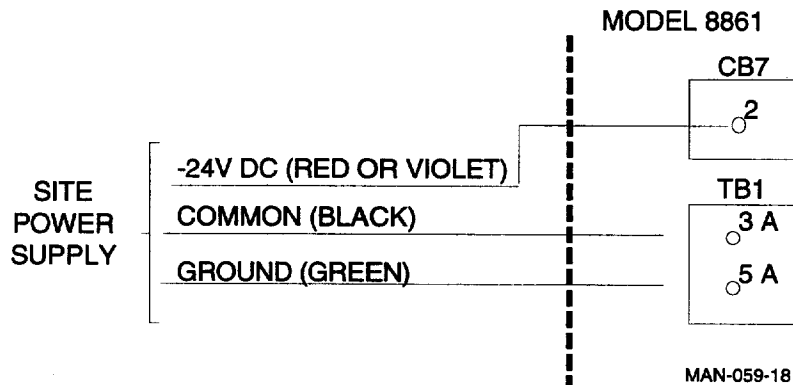 MODEL 8861
CB7
2
-24V DC (RED OR VIOLET)
SITE
POWER
SUPPLY
COMMON (BLACK)
GROUND (GREEN)
TB1
3 A
5 A
MAN-059-18